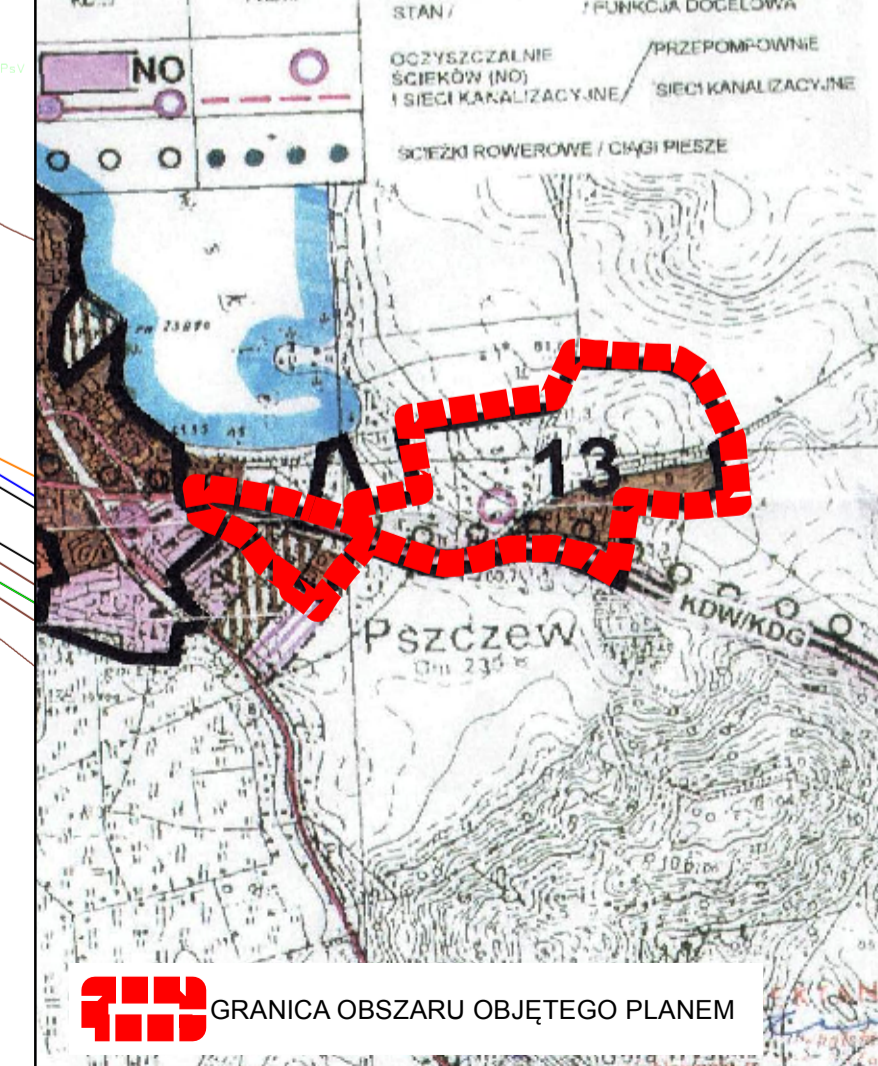 STAN / / FUNKCJA DOCELOWA
NO
OCZYSZCZALNIE
ŚCIEKÓW (NO)
I SIECI KANALIZACYJNE
/PRZEPOMPOWNIE
SIECI KANALIZACYJNE
ŚCIEŻKI ROWEROWE / CIĄGI PIESZE
PsV
13
KDW/KDG
Pszczew
GRANICA OBSZARU OBJĘTEGO PLANEM